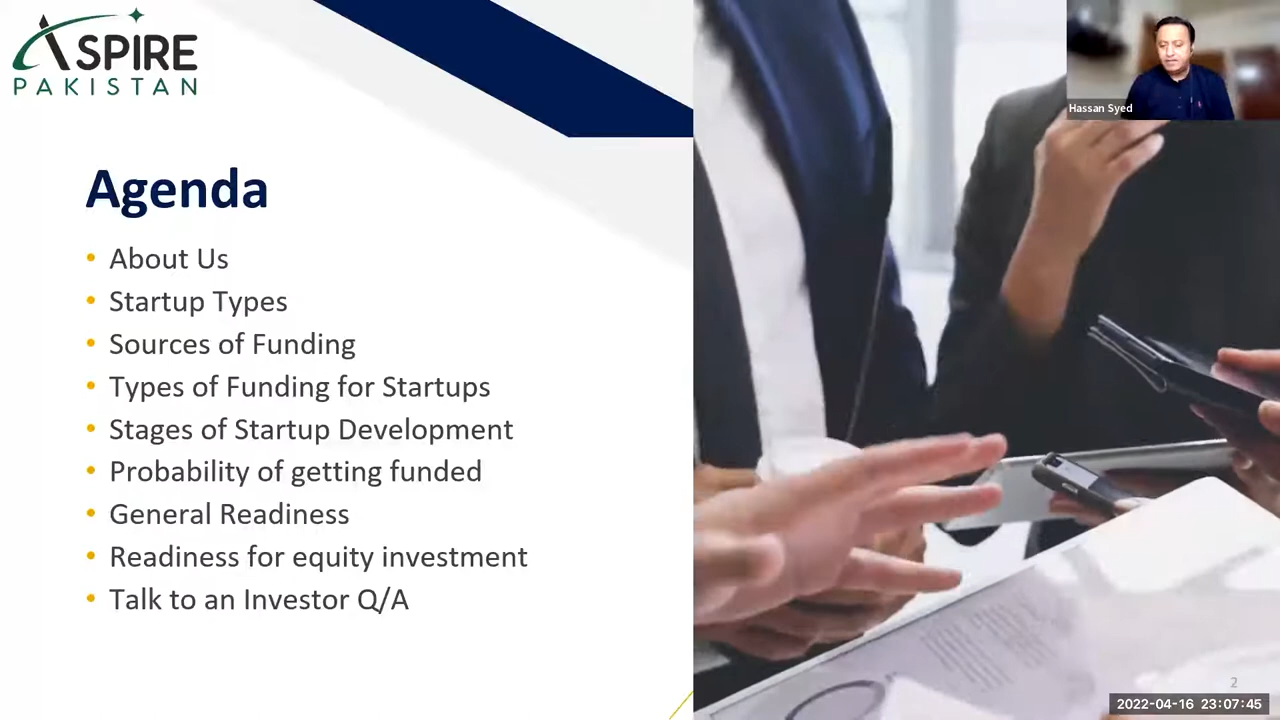 ASPIRE
PAKISTAN
Hassan Syed
Agenda
• About Us
• Startup Types
• Sources of Funding
• Types of Funding for Startups
• Stages of Startup Development
• Probability of getting funded
• General Readiness
• Readiness for equity investment
• Talk to an Investor Q/A
2
2022-04-16 23:07:45